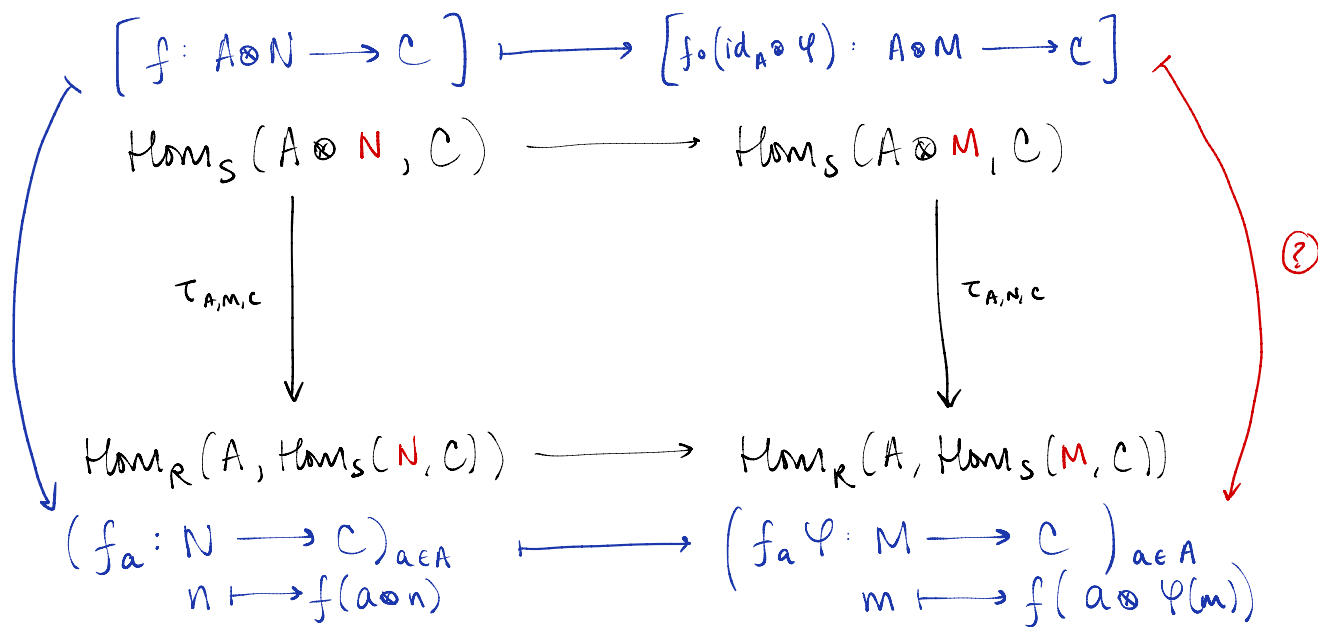 [f: A⊗N ⟶ C] ⟼ [f∘(id_A⊗φ): A⊗M ⟶ C]
Hom_S(A⊗N, C) ⟶ Hom_S(A⊗M, C)
?
τ_{A,M,C} τ_{A,N,C}
Hom_R(A, Hom_S(N, C)) ⟶ Hom_R(A, Hom_S(M, C))
(f_a: N ⟶ C)_{a∈A} ⟼ (f_a φ: M ⟶ C)_{a∈A}
n ⟼ f(a⊗n) m ⟼ f(a⊗φ(m))